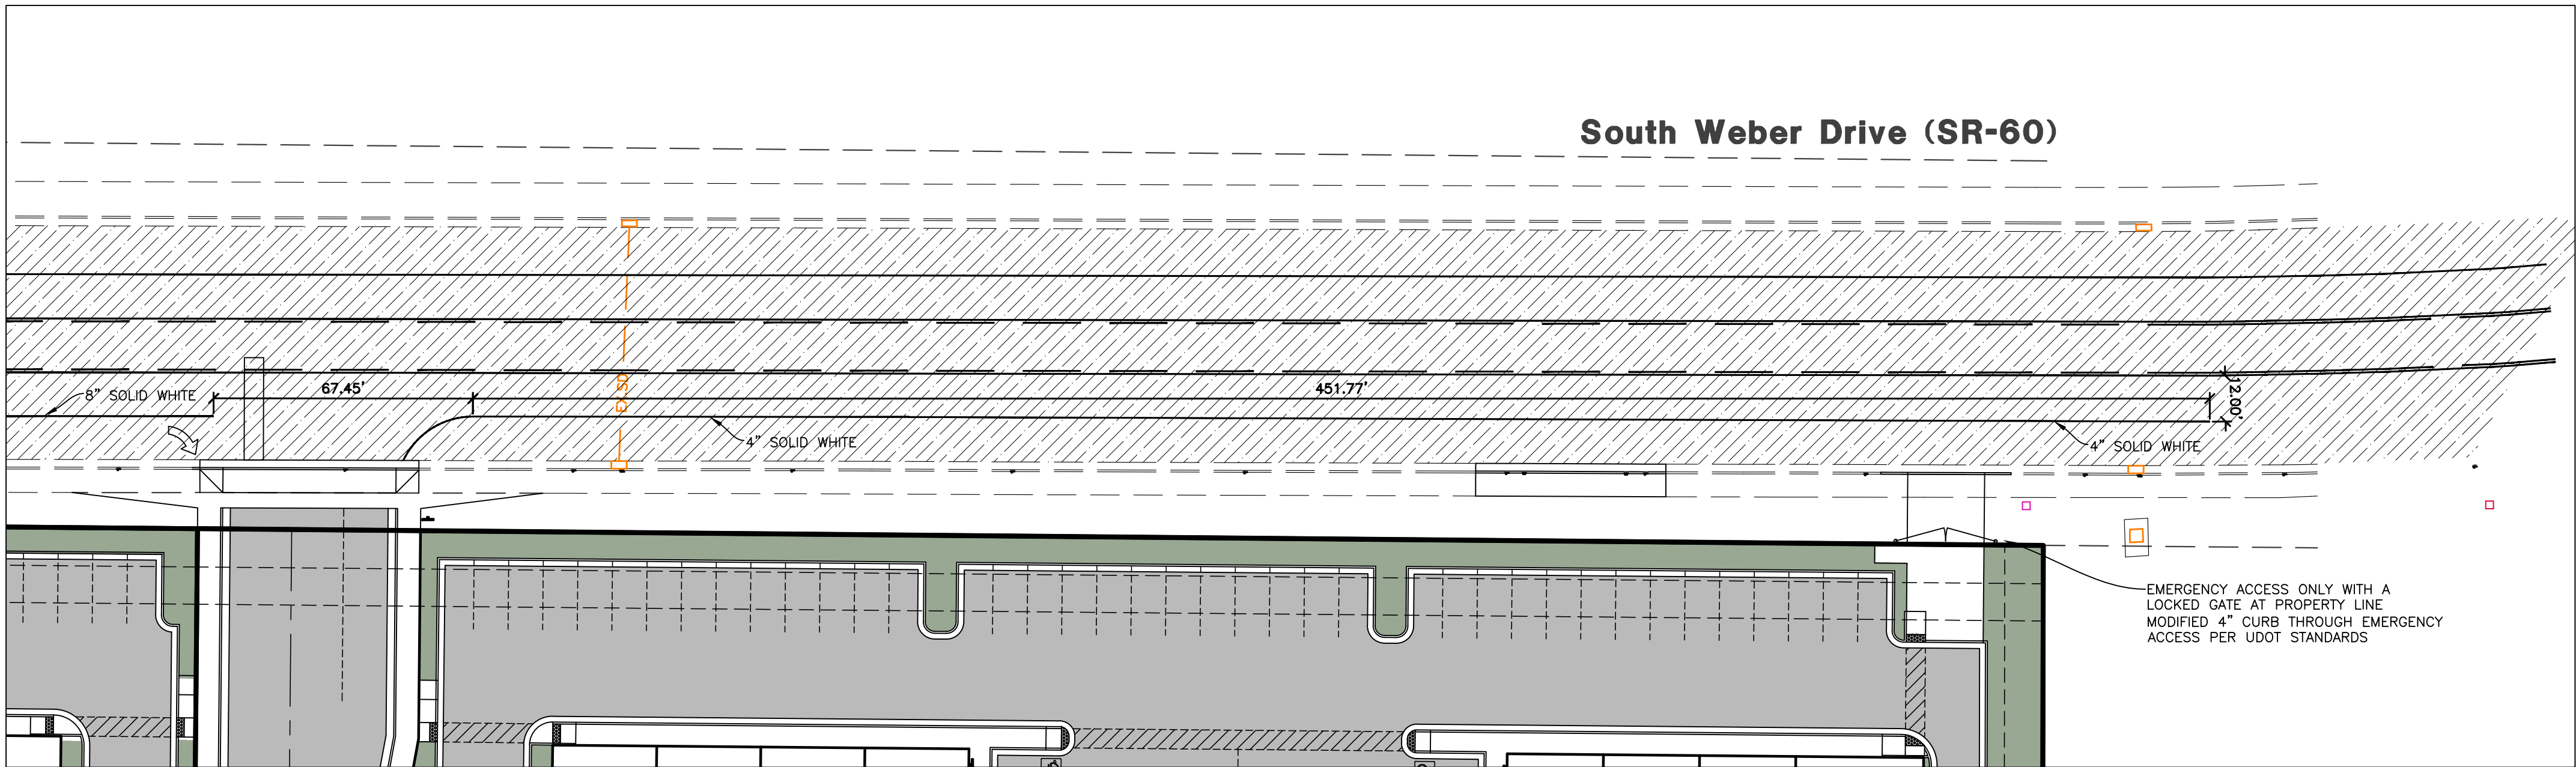 South Weber Drive (SR-60)
8" SOLID WHITE
67.45'
EX.SD
451.77'
12.00'
4" SOLID WHITE
4" SOLID WHITE
EMERGENCY ACCESS ONLY WITH A
LOCKED GATE AT PROPERTY LINE
MODIFIED 4" CURB THROUGH EMERGENCY
ACCESS PER UDOT STANDARDS